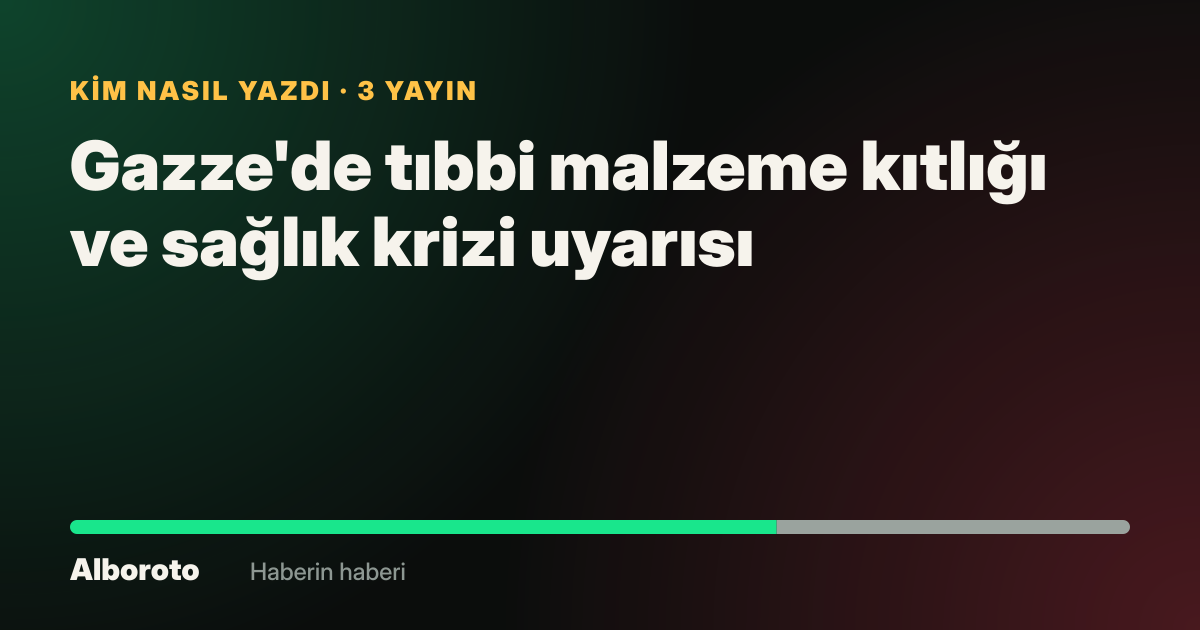 KİM NASIL YAZDI · 3 YAYIN
Gazze'de tıbbi malzeme kıtlığı
ve sağlık krizi uyarısı
Alboroto
Haberin haberi